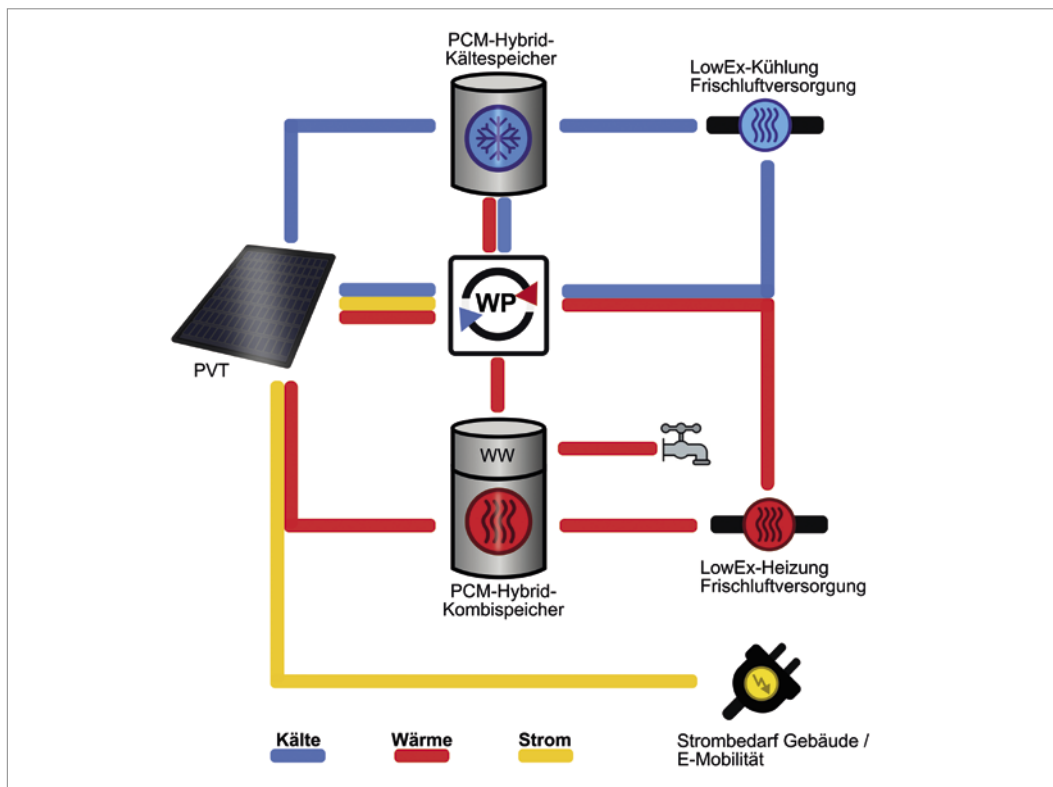 PCM-Hybrid-
Kältespeicher
LowEx-Kühlung
Frischluftversorgung
WP
PVT
WW
PCM-Hybrid-
Kombispeicher
LowEx-Heizung
Frischluftversorgung
Kälte
Wärme
Strom
Strombedarf Gebäude /
E-Mobilität